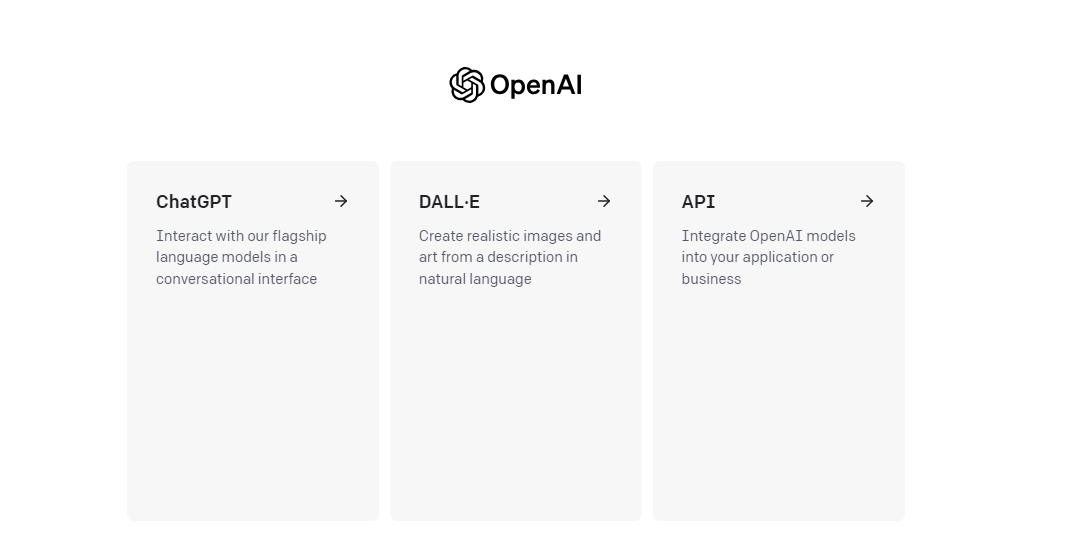 OpenAI
ChatGPT
Interact with our flagship
language models in a
conversational interface
DALL·E
Create realistic images and
art from a description in
natural language
API
Integrate OpenAI models
into your application or
business